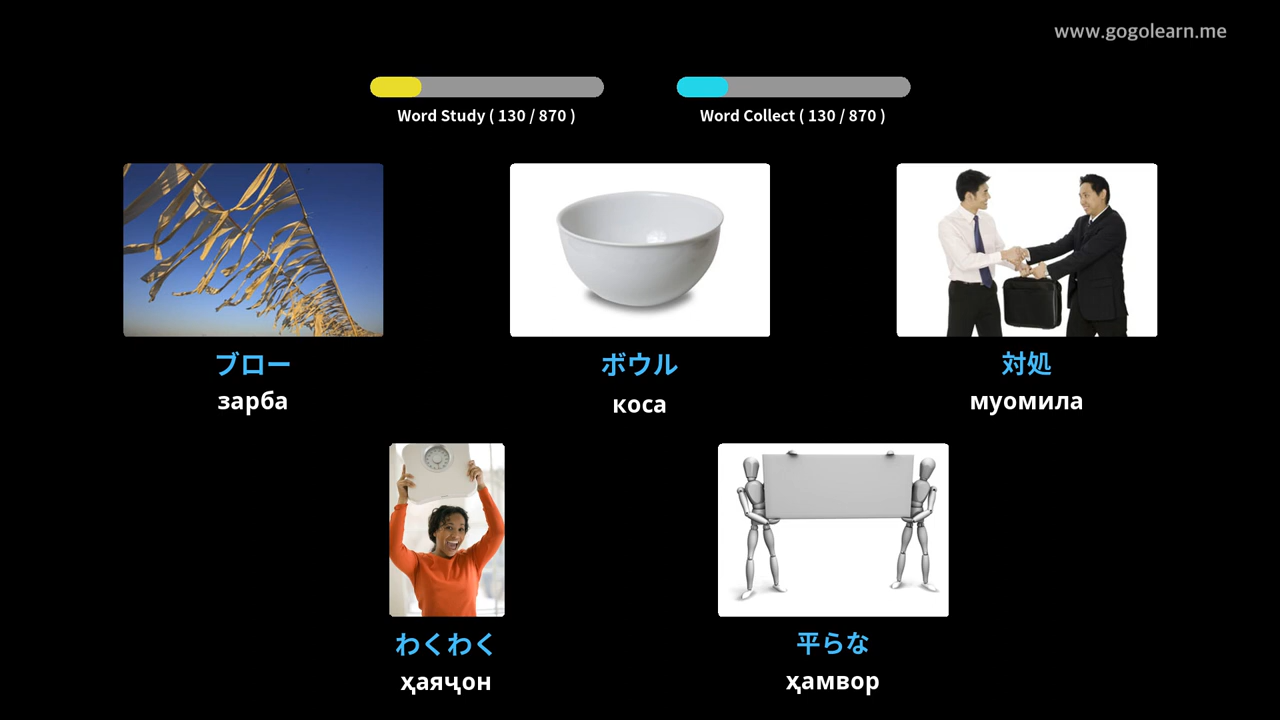 www.gogolearn.me
Word Study ( 130 / 870 )
Word Collect ( 130 / 870 )
ブロー
ボウル
対処
зарба
коса
муомила
わくわく
平らな
ҳаяҷон
ҳамвор